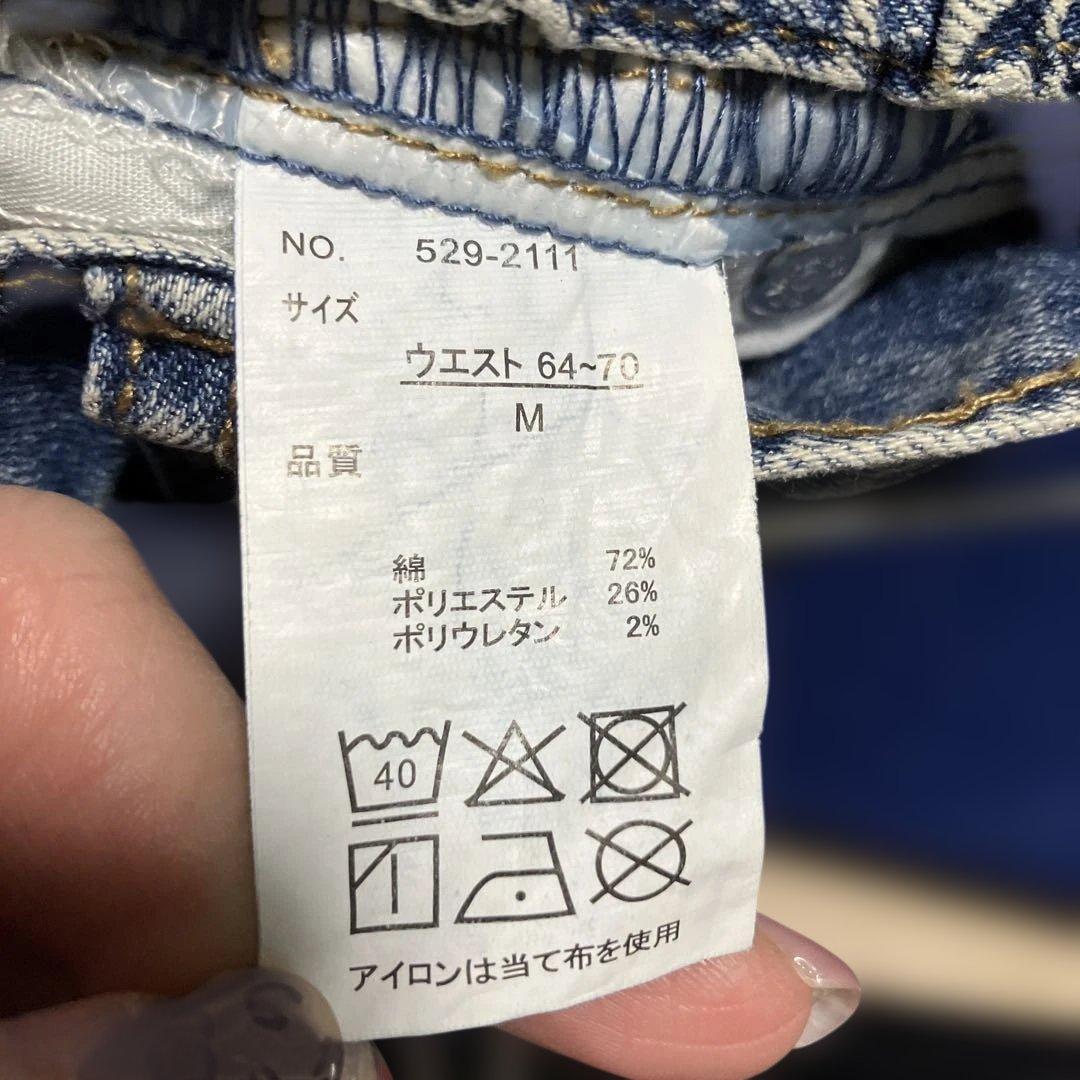 NO. 529-2111
サイズ
ウエスト 64~70
M
品質
綿 72%
ポリエステル 26%
ポリウレタン 2%
40
アイロンは当て布を使用